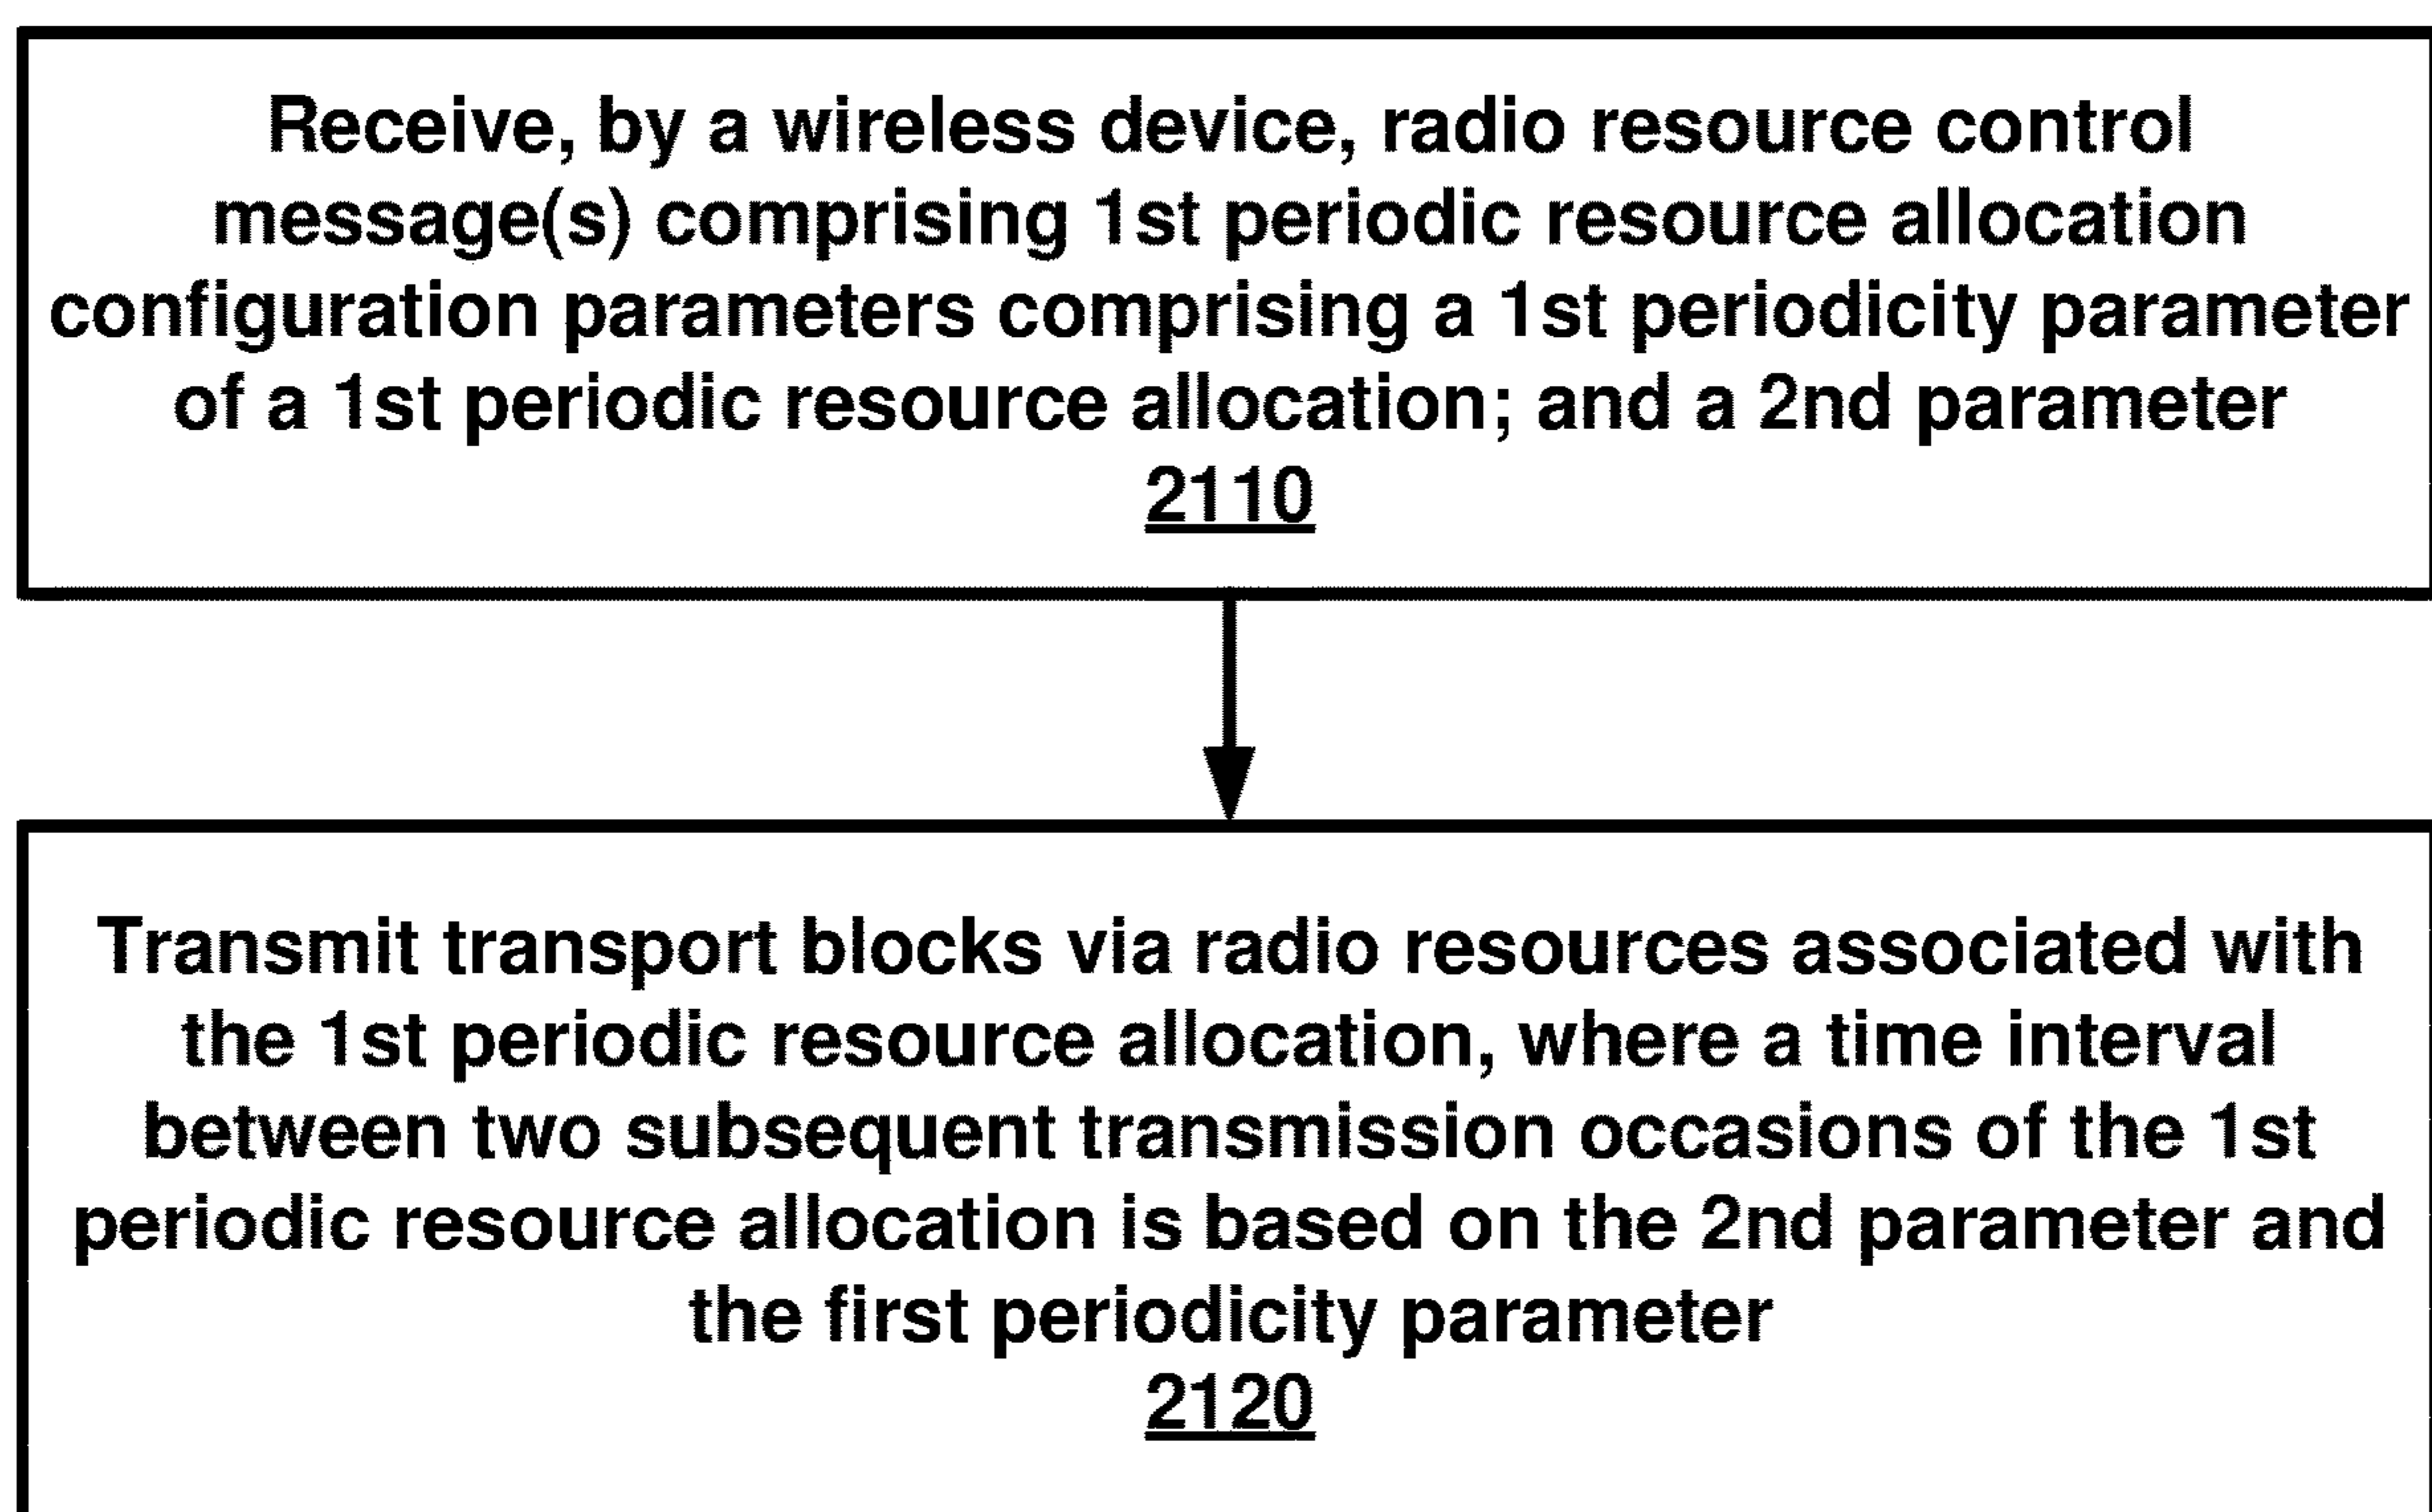 Receive, by a wireless device, radio resource control
message(s) comprising 1st periodic resource allocation
configuration parameters comprising a 1st periodicity parameter
of a 1st periodic resource allocation; and a 2nd parameter
2110
Transmit transport blocks via radio resources associated with
the 1st periodic resource allocation, where a time interval
between two subsequent transmission occasions of the 1st
periodic resource allocation is based on the 2nd parameter and
the first periodicity parameter
2120